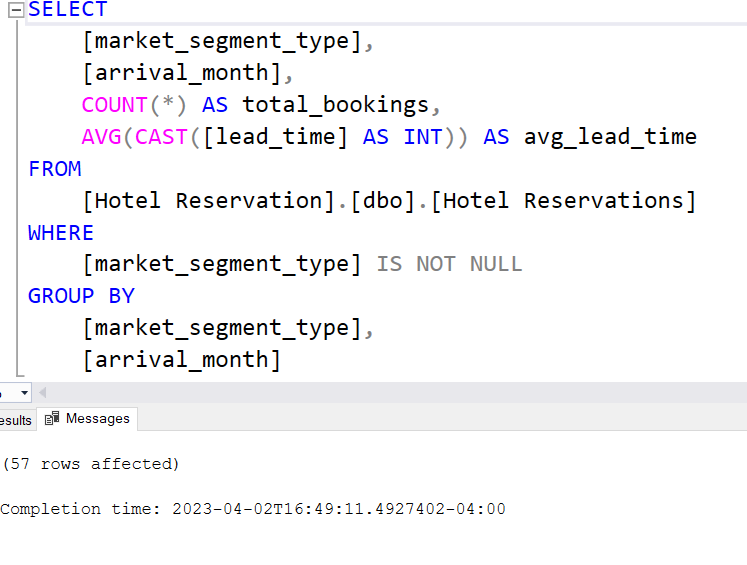 SELECT
[market_segment_type],
[arrival_month],
COUNT(*) AS total_bookings,
AVG(CAST([lead_time] AS INT)) AS avg_lead_time
FROM
[Hotel Reservation].[dbo].[Hotel Reservations]
WHERE
[market_segment_type] IS NOT NULL
GROUP BY
[market_segment_type],
[arrival_month]
esults Messages
(57 rows affected)
Completion time: 2023-04-02T16:49:11.4927402-04:00